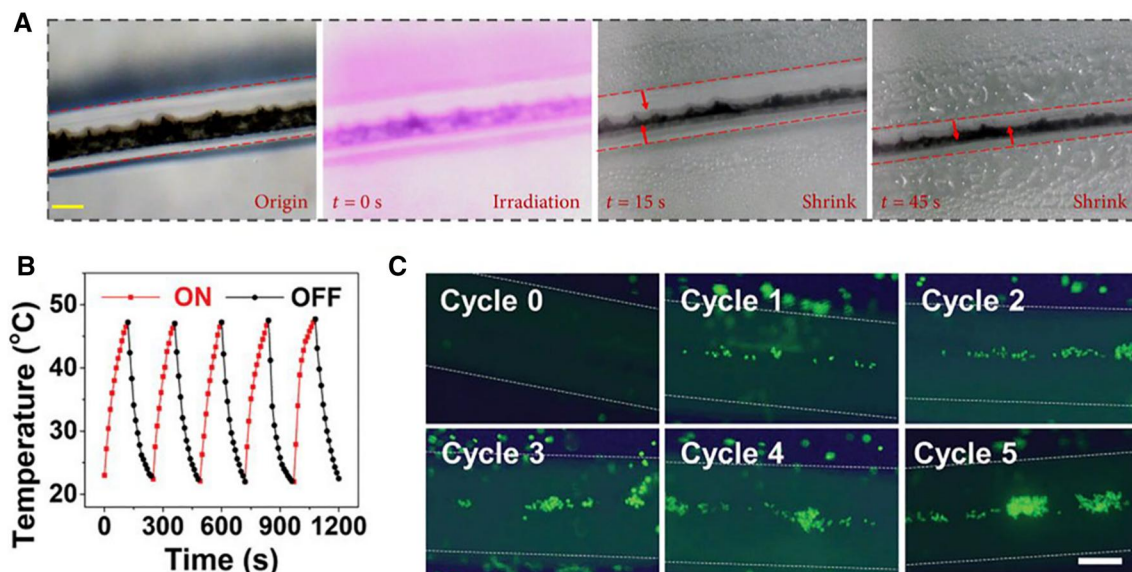 A
Origin
t = 0 s
Irradiation
t = 15 s
Shrink
t = 45 s
Shrink
B
ON
OFF
Temperature (°C)
50
40
30
20
0
300
600
900
1200
Time (s)
C
Cycle 0
Cycle 1
Cycle 2
Cycle 3
Cycle 4
Cycle 5